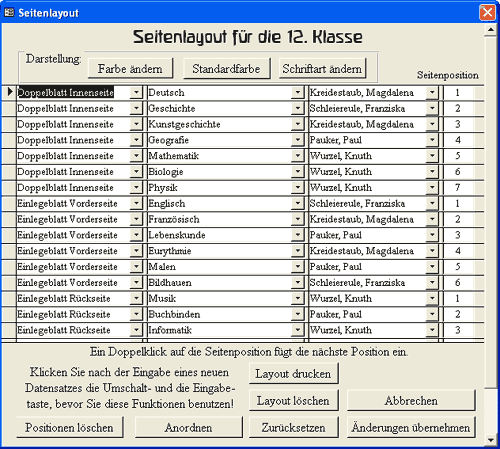 Seitenlayout
Seitenlayout für die 12. Klasse
Darstellung:
Farbe ändern Standardfarbe Schriftart ändern
Seitenposition
Doppelblatt Innenseite Deutsch Kreidestaub, Magdalena 1
Doppelblatt Innenseite Geschichte Schleiereule, Franziska 2
Doppelblatt Innenseite Kunstgeschichte Kreidestaub, Magdalena 3
Doppelblatt Innenseite Geografie Pauker, Paul 4
Doppelblatt Innenseite Mathematik Wurzel, Knuth 5
Doppelblatt Innenseite Biologie Wurzel, Knuth 6
Doppelblatt Innenseite Physik Wurzel, Knuth 7
Einlegeblatt Vorderseite Englisch Schleiereule, Franziska 1
Einlegeblatt Vorderseite Französisch Kreidestaub, Magdalena 2
Einlegeblatt Vorderseite Lebenskunde Pauker, Paul 3
Einlegeblatt Vorderseite Eurythmie Kreidestaub, Magdalena 4
Einlegeblatt Vorderseite Malen Pauker, Paul 5
Einlegeblatt Vorderseite Bildhauen Schleiereule, Franziska 6
Einlegeblatt Rückseite Musik Wurzel, Knuth 1
Einlegeblatt Rückseite Buchbinden Pauker, Paul 2
Einlegeblatt Rückseite Informatik Wurzel, Knuth 3
Ein Doppelklick auf die Seitenposition fügt die nächste Position ein.
Klicken Sie nach der Eingabe eines neuen
Datensatzes die Umschalt- und die Eingabe-
taste, bevor Sie diese Funktionen benutzen!
Layout drucken
Layout löschen Abbrechen
Positionen löschen Anordnen Zurücksetzen Änderungen übernehmen